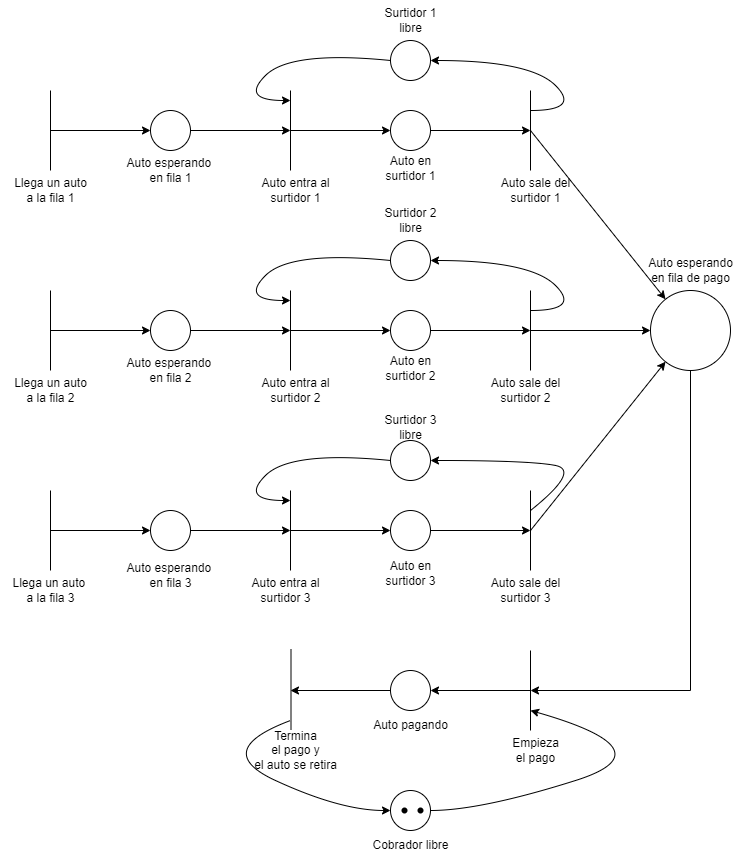 Surtidor 1
libre
Llega un auto
a la fila 1
Auto esperando
en fila 1
Auto entra al
surtidor 1
Auto en
surtidor 1
Auto sale del
surtidor 1
Surtidor 2
libre
Auto esperando
en fila de pago
Llega un auto
a la fila 2
Auto esperando
en fila 2
Auto entra al
surtidor 2
Auto en
surtidor 2
Auto sale del
surtidor 2
Surtidor 3
libre
Llega un auto
a la fila 3
Auto esperando
en fila 3
Auto entra al
surtidor 3
Auto en
surtidor 3
Auto sale del
surtidor 3
Termina
el pago y
el auto se retira
Auto pagando
Empieza
el pago
Cobrador libre